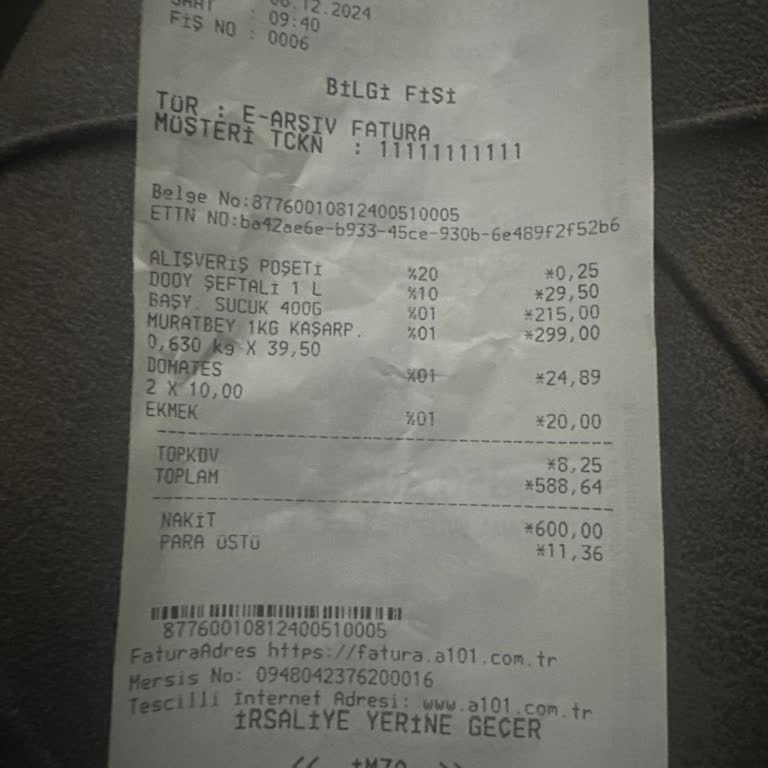 SAAT : 09:40
.12.2024
FİŞ NO : 0006
BİLGİ FİŞİ
TÜR : E-ARŞİV FATURA
MÜŞTERİ TCKN : 11111111111
Belge No:87760010812400510005
ETTN NO:ba42ae6e-b933-45ce-930b-6e489f2f52b6
ALIŞVERİŞ POŞETİ %20 *0,25
DOOY ŞEFTALİ 1 L %10 *29,50
BAŞY. SUCUK 400G %01 *215,00
MURATBEY 1KG KAŞARP. %01 *299,00
0,630 kg X 39,50
DOMATES %01 *24,89
2 X 10,00
EKMEK %01 *20,00
TOPKDV *8,25
TOPLAM *588,64
NAKİT *600,00
PARA ÜSTÜ *11,36
87760010812400510005
FaturaAdres https://fatura.a101.com.tr
Mersis No: 0948042376200016
Tescilli İnternet Adresi: www.a101.com.tr
İRSALİYE YERİNE GEÇER